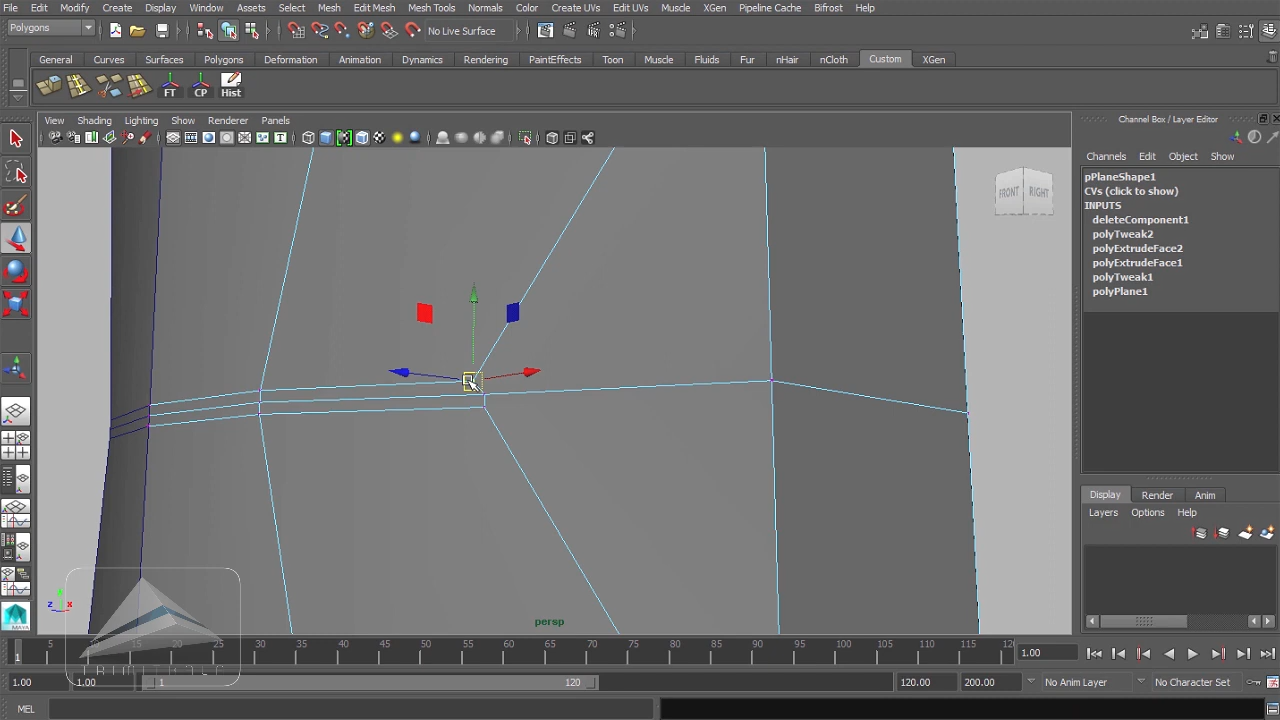 File Edit Modify Create Display Window Assets Select Mesh Edit Mesh Mesh Tools Normals Color Create UVs Edit UVs Muscle XGen Pipeline Cache Bifrost Help
Polygons No Live Surface
General Curves Surfaces Polygons Deformation Animation Dynamics Rendering PaintEffects Toon Muscle Fluids Fur nHair nCloth Custom XGen
FT CP Hist
View Shading Lighting Show Renderer Panels
FRONT RIGHT
persp
z x
MAYA
Channel Box / Layer Editor
Channels Edit Object Show
pPlaneShape1
CVs (click to show)
INPUTS
deleteComponent1
polyTweak2
polyExtrudeFace2
polyExtrudeFace1
polyTweak1
polyPlane1
Display Render Anim
Layers Options Help
1 5 15 20 25 30 35 40 45 50 55 60 65 70 75 80 85 90 95 100 105 110 115 1.00
1.00 1.00 1 120 120.00 200.00 No Anim Layer No Character Set
MEL